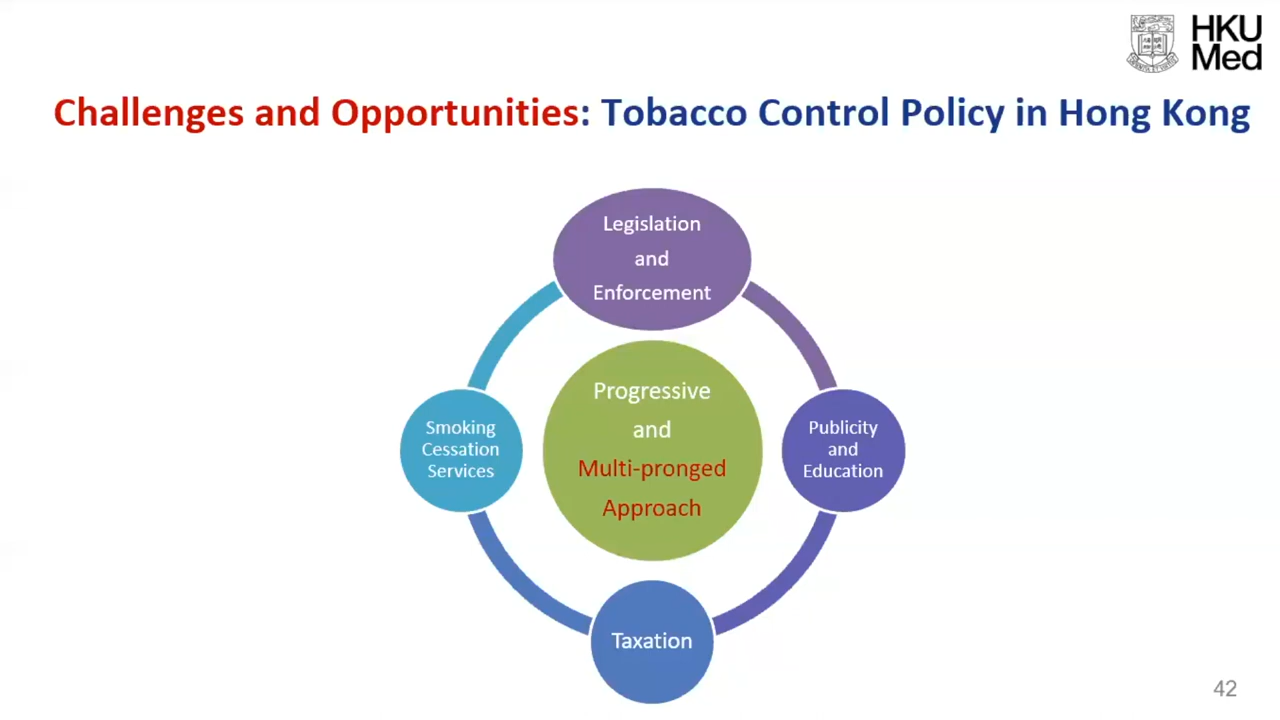 HKU
Med
Challenges and Opportunities: Tobacco Control Policy in Hong Kong
Legislation
and
Enforcement
Progressive
and
Multi-pronged
Approach
Smoking
Cessation
Services
Publicity
and
Education
Taxation
42